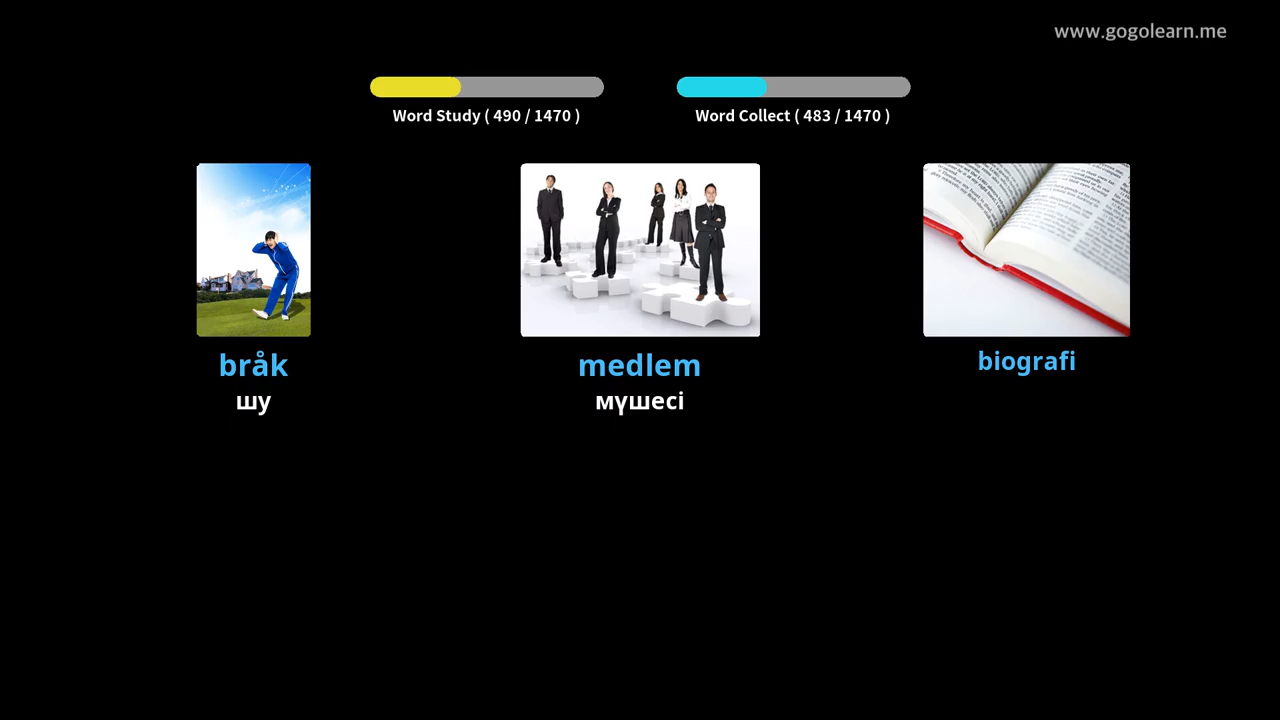 www.gogolearn.me
Word Study ( 490 / 1470 )
Word Collect ( 483 / 1470 )
bråk
шу
medlem
мүшесі
biografi